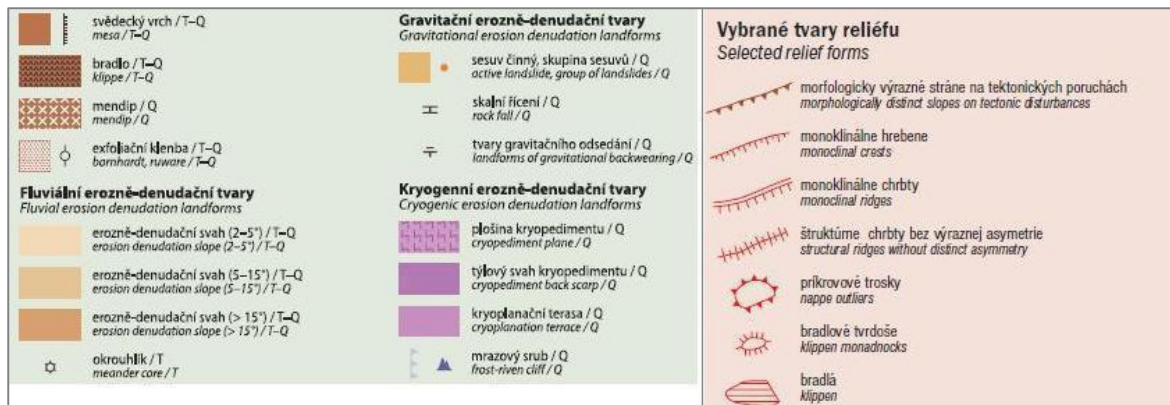 svědecký vrch / T–Q
mesa / T–Q
bradlo / T–Q
klippe / T–Q
mendip / Q
mendip / Q
exfoliační klenba / T–Q
bornhardt, ruware / T–Q
Fluviální erozně-denudační tvary
Fluvial erosion denudation landforms
erozně-denudační svah (2–5°) / T–Q
erosion denudation slope (2–5°) / T–Q
erozně-denudační svah (5–15°) / T–Q
erosion denudation slope (5–15°) / T–Q
erozně-denudační svah (> 15°) / T–Q
erosion denudation slope (> 15°) / T–Q
okrouhlík / T
meander core / T
Gravitační erozně-denudační tvary
Gravitational erosion denudation landforms
sesuv činný, skupina sesuvů / Q
active landslide, group of landslides / Q
skalní řícení / Q
rock fall / Q
tvary gravitačního odsedání / Q
landforms of gravitational backwearing / Q
Kryogenní erozně-denudační tvary
Cryogenic erosion denudation landforms
plošina kryopedimentu / Q
cryopediment plane / Q
týlový svah kryopedimentu / Q
cryopediment back scarp / Q
kryoplanační terasa / Q
cryoplanation terrace / Q
mrazový srub / Q
frost-riven cliff / Q
Vybrané tvary reliéfu
Selected relief forms
morfologicky výrazné stráne na tektonických poruchách
morphologically distinct slopes on tectonic disturbances
monoklinálne hrebene
monoclinal crests
monoklinálne chrbty
monoclinal ridges
štruktúrne chrbty bez výraznej asymetrie
structural ridges without distinct asymmetry
príkrovové trosky
nappe outliers
bradlové tvrdoše
klippen monadnocks
bradlá
klippen